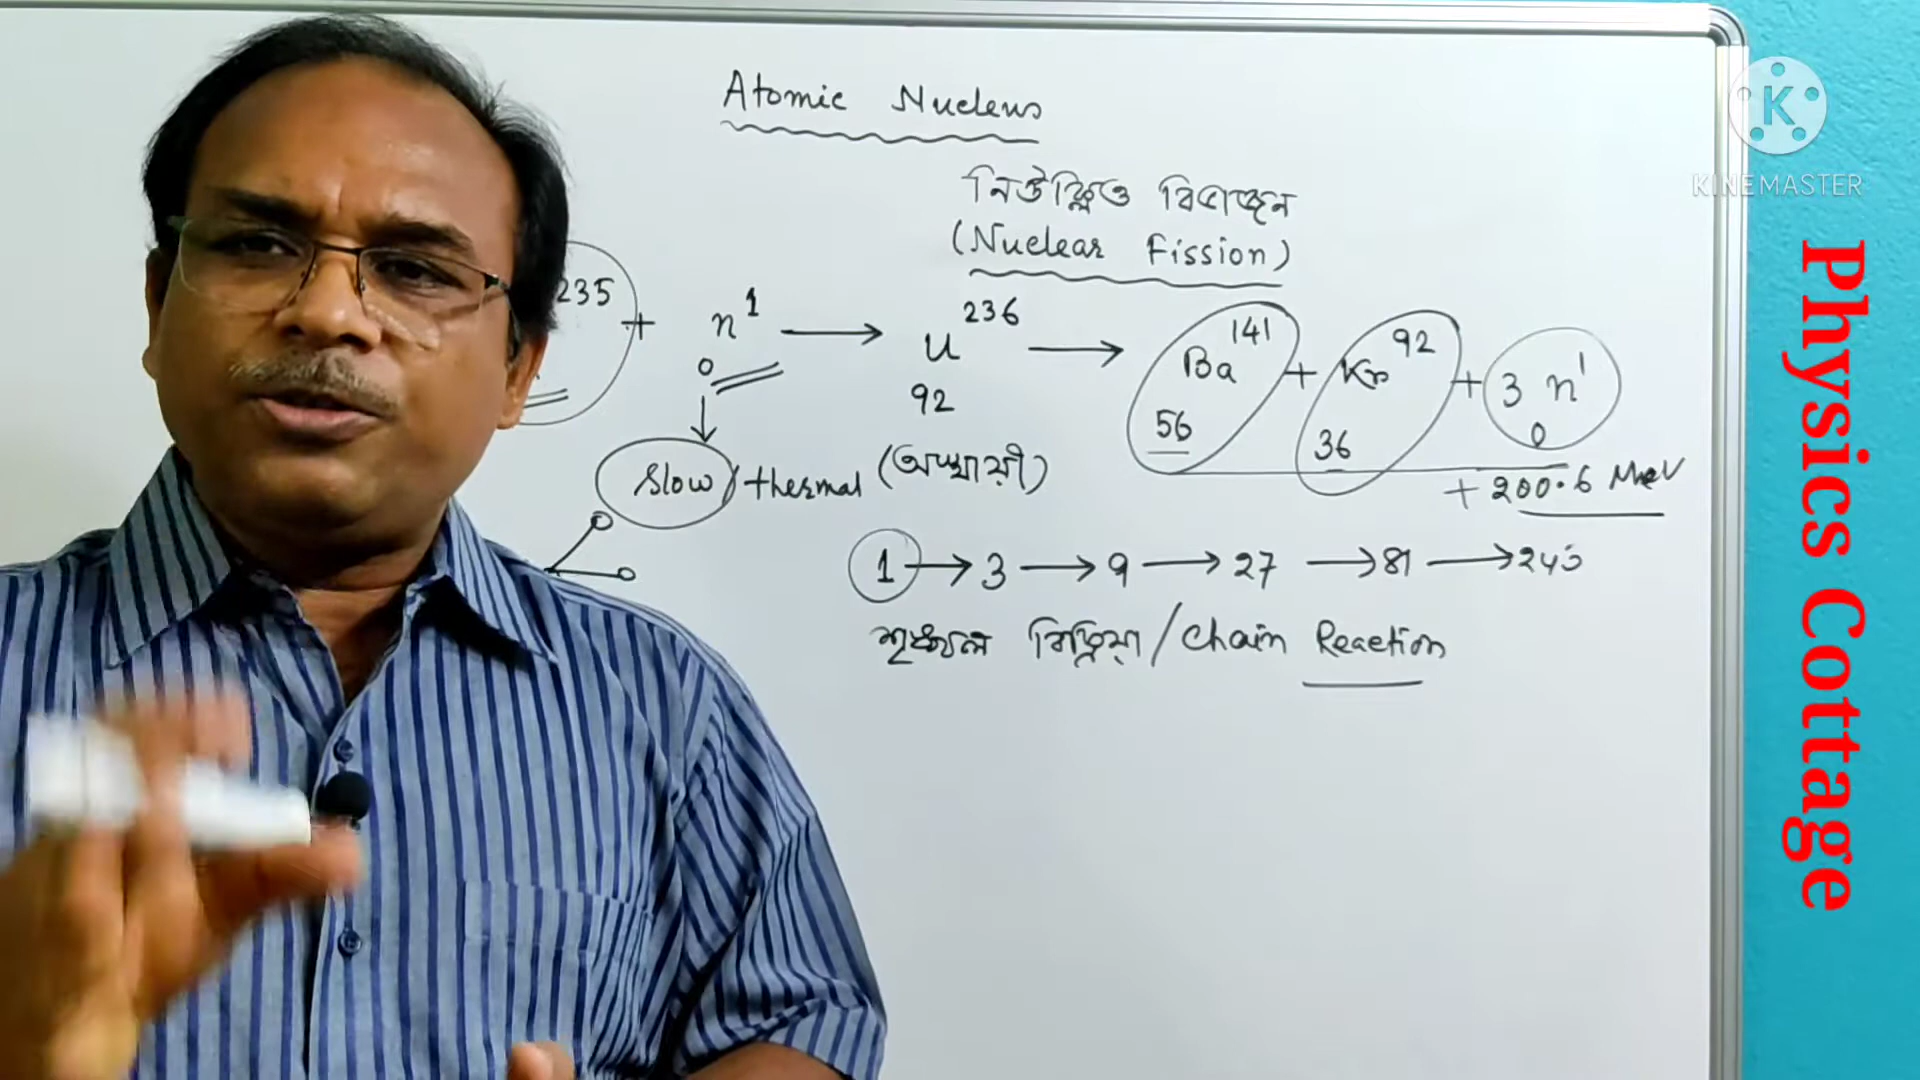 Atomic Nucleus
নিউক্লিও বিভাজন
(Nuclear Fission)
235 + n 1 0 → U 236 92 → Ba 141 56 + Kr 92 36 + 3 n 1 0
+ 200.6 MeV
Slow/thermal (অস্থায়ী)
1 → 3 → 9 → 27 → 81 → 243
শৃঙ্খল বিক্রিয়া/Chain Reaction
K
KINEMASTER
Physics Cottage